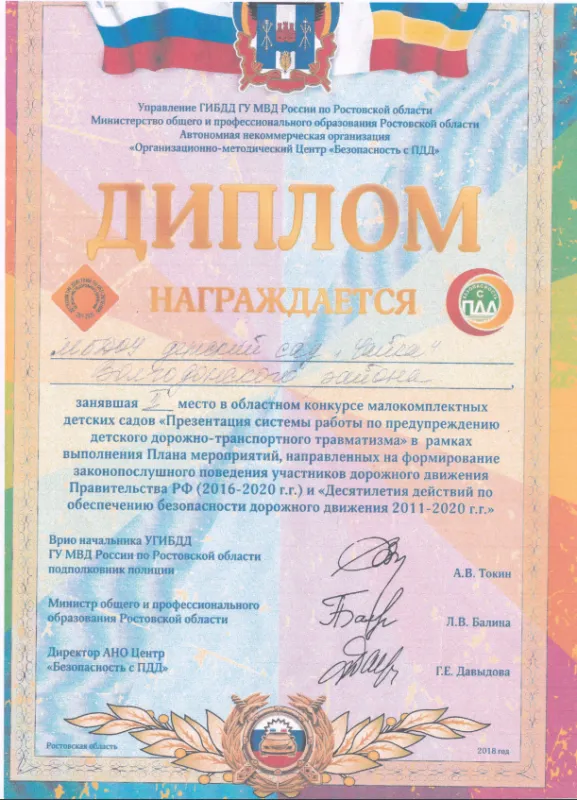 Управление ГИБДД ГУ МВД России по Ростовской области
Министерство общего и профессионального образования Ростовской области
Автономная некоммерческая организация
«Организационно-методический Центр «Безопасность с ПДД»
ДИПЛОМ
НАГРАЖДАЕТСЯ
С
ПДД
МБДОУ детский сад „Чайка“
Волгодонского района
занявшая II место в областном конкурсе малокомплектных
детских садов «Презентация системы работы по предупреждению
детского дорожно-транспортного травматизма» в рамках
выполнения Плана мероприятий, направленных на формирование
законопослушного поведения участников дорожного движения
Правительства РФ (2016-2020 г.г.) и «Десятилетия действий по
обеспечению безопасности дорожного движения 2011-2020 г.г.»
Врио начальника УГИБДД
ГУ МВД России по Ростовской области
подполковник полиции
А.В. Токин
Министр общего и профессионального
образования Ростовской области
Л.В. Балина
Директор АНО Центр
«Безопасность с ПДД»
Г.Е. Давыдова
Ростовская область
2018 год